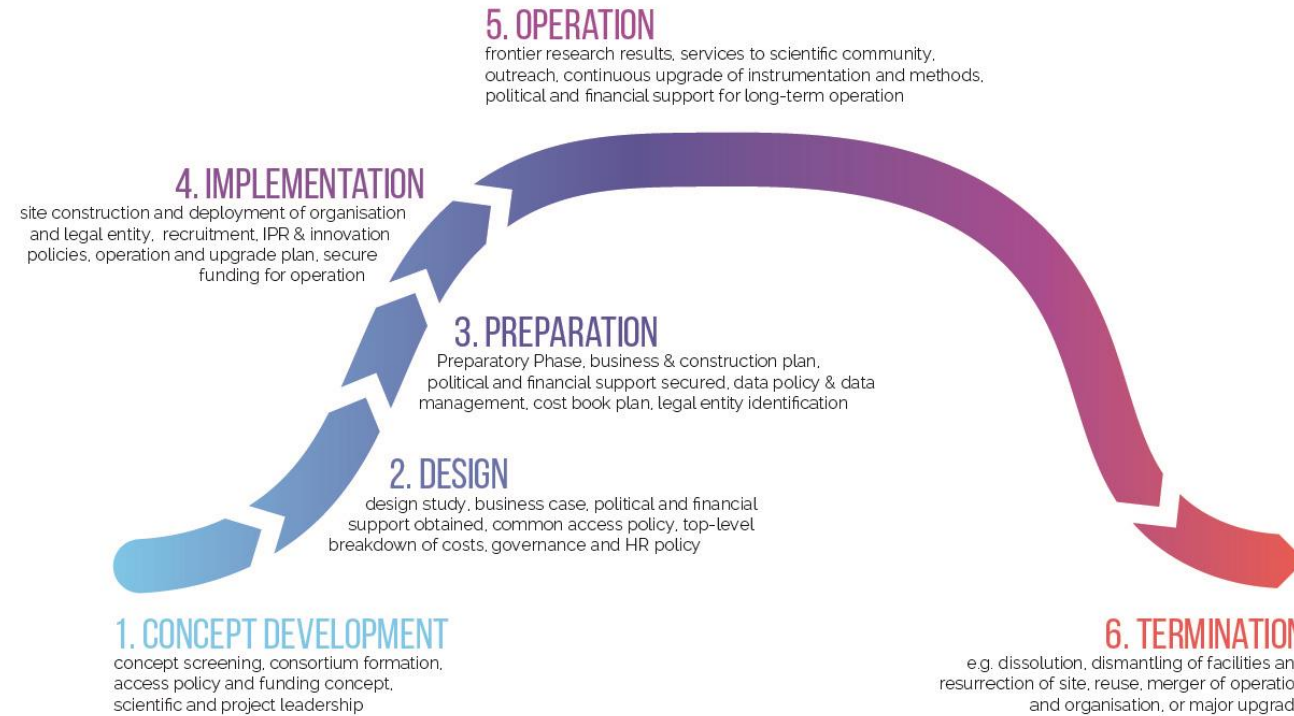 5. OPERATION
frontier research results, services to scientific community,
outreach, continuous upgrade of instrumentation and methods,
political and financial support for long-term operation
4. IMPLEMENTATION
site construction and deployment of organisation
and legal entity, recruitment, IPR & innovation
policies, operation and upgrade plan, secure
funding for operation
3. PREPARATION
Preparatory Phase, business & construction plan,
political and financial support secured, data policy & data
management, cost book plan, legal entity identification
2. DESIGN
design study, business case, political and financial
support obtained, common access policy, top-level
breakdown of costs, governance and HR policy
1. CONCEPT DEVELOPMENT
concept screening, consortium formation,
access policy and funding concept,
scientific and project leadership
6. TERMINATION
e.g. dissolution, dismantling of facilities an
resurrection of site, reuse, merger of operatio
and organisation, or major upgrad